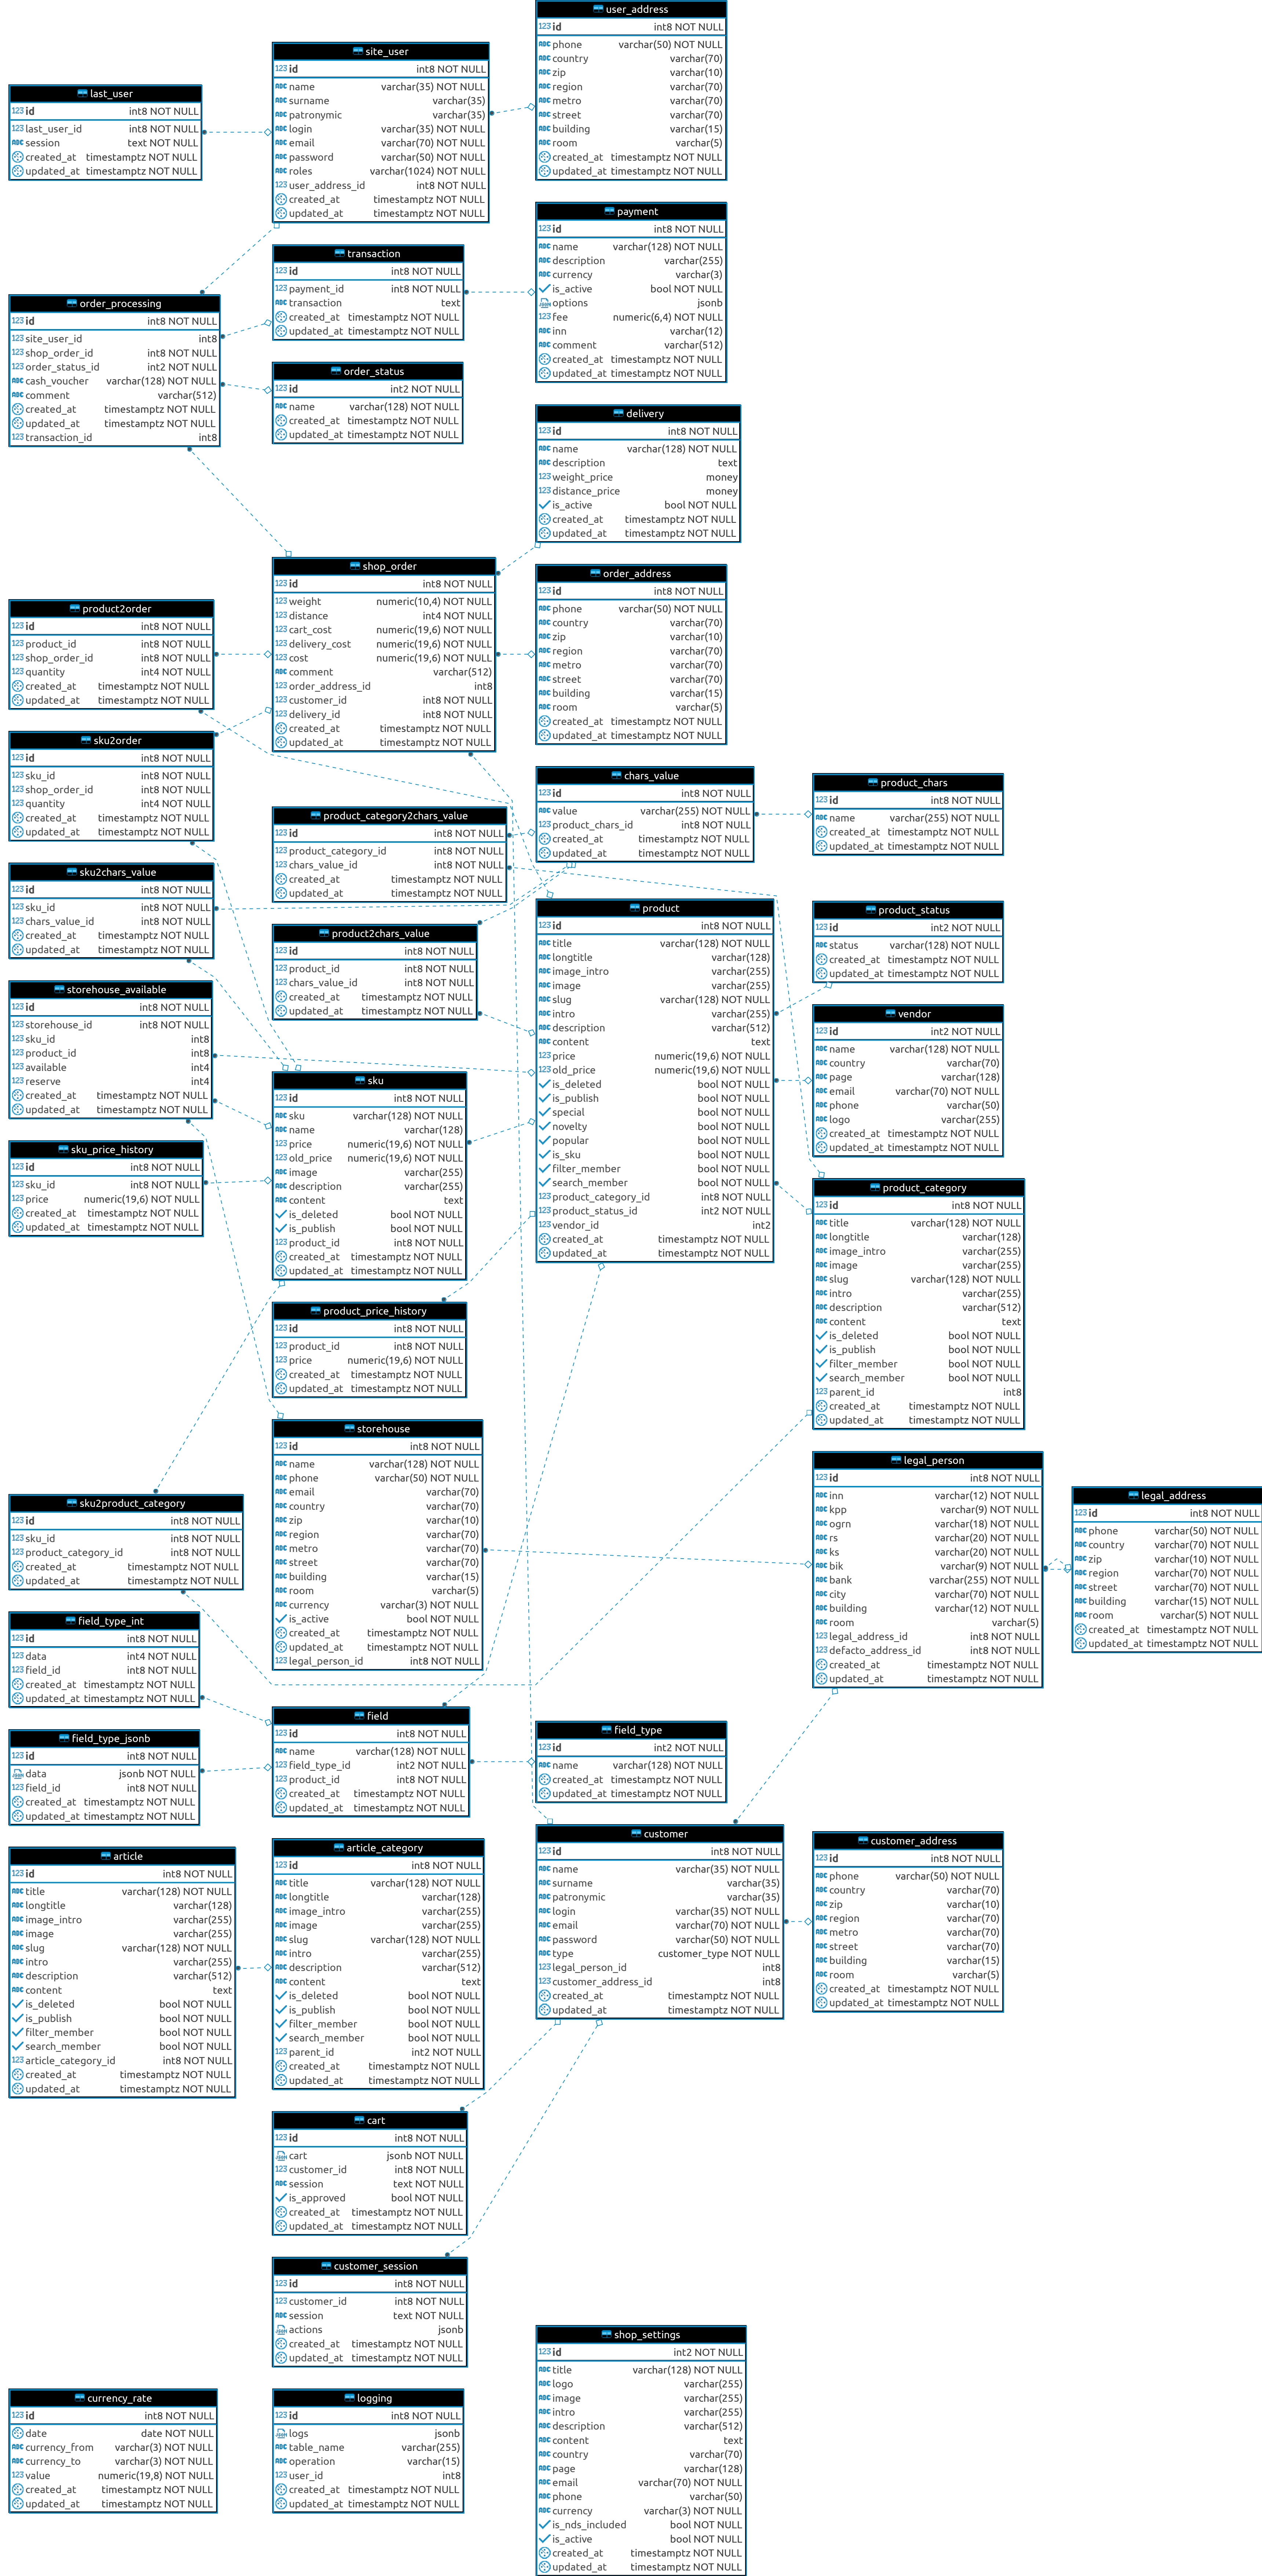 user_address
id int8 NOT NULL
phone varchar(50) NOT NULL
country varchar(70)
zip varchar(10)
region varchar(70)
metro varchar(70)
street varchar(70)
building varchar(15)
room varchar(5)
created_at timestamptz NOT NULL
updated_at timestamptz NOT NULL
site_user
id int8 NOT NULL
name varchar(35) NOT NULL
surname varchar(35)
patronymic varchar(35)
login varchar(35) NOT NULL
email varchar(70) NOT NULL
password varchar(50) NOT NULL
roles varchar(1024) NOT NULL
user_address_id int8 NOT NULL
created_at timestamptz NOT NULL
updated_at timestamptz NOT NULL
last_user
id int8 NOT NULL
last_user_id int8 NOT NULL
session text NOT NULL
created_at timestamptz NOT NULL
updated_at timestamptz NOT NULL
payment
id int8 NOT NULL
name varchar(128) NOT NULL
description varchar(255)
currency varchar(3)
is_active bool NOT NULL
options jsonb
fee numeric(6,4) NOT NULL
inn varchar(12)
comment varchar(512)
created_at timestamptz NOT NULL
updated_at timestamptz NOT NULL
transaction
id int8 NOT NULL
payment_id int8 NOT NULL
transaction text
created_at timestamptz NOT NULL
updated_at timestamptz NOT NULL
order_processing
id int8 NOT NULL
site_user_id int8
shop_order_id int8 NOT NULL
order_status_id int2 NOT NULL
cash_voucher varchar(128) NOT NULL
comment varchar(512)
created_at timestamptz NOT NULL
updated_at timestamptz NOT NULL
transaction_id int8
order_status
id int2 NOT NULL
name varchar(128) NOT NULL
created_at timestamptz NOT NULL
updated_at timestamptz NOT NULL
delivery
id int8 NOT NULL
name varchar(128) NOT NULL
description text
weight_price money
distance_price money
is_active bool NOT NULL
created_at timestamptz NOT NULL
updated_at timestamptz NOT NULL
shop_order
id int8 NOT NULL
weight numeric(10,4) NOT NULL
distance int4 NOT NULL
cart_cost numeric(19,6) NOT NULL
delivery_cost numeric(19,6) NOT NULL
cost numeric(19,6) NOT NULL
comment varchar(512)
order_address_id int8
customer_id int8 NOT NULL
delivery_id int8 NOT NULL
created_at timestamptz NOT NULL
updated_at timestamptz NOT NULL
order_address
id int8 NOT NULL
phone varchar(50) NOT NULL
country varchar(70)
zip varchar(10)
region varchar(70)
metro varchar(70)
street varchar(70)
building varchar(15)
room varchar(5)
created_at timestamptz NOT NULL
updated_at timestamptz NOT NULL
product2order
id int8 NOT NULL
product_id int8 NOT NULL
shop_order_id int8 NOT NULL
quantity int4 NOT NULL
created_at timestamptz NOT NULL
updated_at timestamptz NOT NULL
sku2order
id int8 NOT NULL
sku_id int8 NOT NULL
shop_order_id int8 NOT NULL
quantity int4 NOT NULL
created_at timestamptz NOT NULL
updated_at timestamptz NOT NULL
chars_value
id int8 NOT NULL
value varchar(255) NOT NULL
product_chars_id int8 NOT NULL
created_at timestamptz NOT NULL
updated_at timestamptz NOT NULL
product_chars
id int8 NOT NULL
name varchar(255) NOT NULL
created_at timestamptz NOT NULL
updated_at timestamptz NOT NULL
product_category2chars_value
id int8 NOT NULL
product_category_id int8 NOT NULL
chars_value_id int8 NOT NULL
created_at timestamptz NOT NULL
updated_at timestamptz NOT NULL
sku2chars_value
id int8 NOT NULL
sku_id int8 NOT NULL
chars_value_id int8 NOT NULL
created_at timestamptz NOT NULL
updated_at timestamptz NOT NULL
product2chars_value
id int8 NOT NULL
product_id int8 NOT NULL
chars_value_id int8 NOT NULL
created_at timestamptz NOT NULL
updated_at timestamptz NOT NULL
product
id int8 NOT NULL
title varchar(128) NOT NULL
longtitle varchar(128)
image_intro varchar(255)
image varchar(255)
slug varchar(128) NOT NULL
intro varchar(255)
description varchar(512)
content text
price numeric(19,6) NOT NULL
old_price numeric(19,6) NOT NULL
is_deleted bool NOT NULL
is_publish bool NOT NULL
special bool NOT NULL
novelty bool NOT NULL
popular bool NOT NULL
is_sku bool NOT NULL
filter_member bool NOT NULL
search_member bool NOT NULL
product_category_id int8 NOT NULL
product_status_id int2 NOT NULL
vendor_id int2
created_at timestamptz NOT NULL
updated_at timestamptz NOT NULL
product_status
id int2 NOT NULL
status varchar(128) NOT NULL
created_at timestamptz NOT NULL
updated_at timestamptz NOT NULL
storehouse_available
id int8 NOT NULL
storehouse_id int8 NOT NULL
sku_id int8
product_id int8
available int4
reserve int4
created_at timestamptz NOT NULL
updated_at timestamptz NOT NULL
vendor
id int2 NOT NULL
name varchar(128) NOT NULL
country varchar(70)
page varchar(128)
email varchar(70) NOT NULL
phone varchar(50)
logo varchar(255)
created_at timestamptz NOT NULL
updated_at timestamptz NOT NULL
sku
id int8 NOT NULL
sku varchar(128) NOT NULL
name varchar(128)
price numeric(19,6) NOT NULL
old_price numeric(19,6) NOT NULL
image varchar(255)
description varchar(255)
content text
is_deleted bool NOT NULL
is_publish bool NOT NULL
product_id int8 NOT NULL
created_at timestamptz NOT NULL
updated_at timestamptz NOT NULL
sku_price_history
id int8 NOT NULL
sku_id int8 NOT NULL
price numeric(19,6) NOT NULL
created_at timestamptz NOT NULL
updated_at timestamptz NOT NULL
product_category
id int8 NOT NULL
title varchar(128) NOT NULL
longtitle varchar(128)
image_intro varchar(255)
image varchar(255)
slug varchar(128) NOT NULL
intro varchar(255)
description varchar(512)
content text
is_deleted bool NOT NULL
is_publish bool NOT NULL
filter_member bool NOT NULL
search_member bool NOT NULL
parent_id int8
created_at timestamptz NOT NULL
updated_at timestamptz NOT NULL
product_price_history
id int8 NOT NULL
product_id int8 NOT NULL
price numeric(19,6) NOT NULL
created_at timestamptz NOT NULL
updated_at timestamptz NOT NULL
storehouse
id int8 NOT NULL
name varchar(128) NOT NULL
phone varchar(50) NOT NULL
email varchar(70)
country varchar(70)
zip varchar(10)
region varchar(70)
metro varchar(70)
street varchar(70)
building varchar(15)
room varchar(5)
currency varchar(3) NOT NULL
is_active bool NOT NULL
created_at timestamptz NOT NULL
updated_at timestamptz NOT NULL
legal_person_id int8 NOT NULL
legal_person
id int8 NOT NULL
inn varchar(12) NOT NULL
kpp varchar(9) NOT NULL
ogrn varchar(18) NOT NULL
rs varchar(20) NOT NULL
ks varchar(20) NOT NULL
bik varchar(9) NOT NULL
bank varchar(255) NOT NULL
city varchar(70) NOT NULL
building varchar(12) NOT NULL
room varchar(5)
legal_address_id int8 NOT NULL
defacto_address_id int8 NOT NULL
created_at timestamptz NOT NULL
updated_at timestamptz NOT NULL
legal_address
id int8 NOT NULL
phone varchar(50) NOT NULL
country varchar(70) NOT NULL
zip varchar(10) NOT NULL
region varchar(70) NOT NULL
street varchar(70) NOT NULL
building varchar(15) NOT NULL
room varchar(5) NOT NULL
created_at timestamptz NOT NULL
updated_at timestamptz NOT NULL
sku2product_category
id int8 NOT NULL
sku_id int8 NOT NULL
product_category_id int8 NOT NULL
created_at timestamptz NOT NULL
updated_at timestamptz NOT NULL
field_type_int
id int8 NOT NULL
data int4 NOT NULL
field_id int8 NOT NULL
created_at timestamptz NOT NULL
updated_at timestamptz NOT NULL
field
id int8 NOT NULL
name varchar(128) NOT NULL
field_type_id int2 NOT NULL
product_id int8 NOT NULL
created_at timestamptz NOT NULL
updated_at timestamptz NOT NULL
field_type
id int2 NOT NULL
name varchar(128) NOT NULL
created_at timestamptz NOT NULL
updated_at timestamptz NOT NULL
field_type_jsonb
id int8 NOT NULL
data jsonb NOT NULL
field_id int8 NOT NULL
created_at timestamptz NOT NULL
updated_at timestamptz NOT NULL
customer
id int8 NOT NULL
name varchar(35) NOT NULL
surname varchar(35)
patronymic varchar(35)
login varchar(35) NOT NULL
email varchar(70) NOT NULL
password varchar(50) NOT NULL
type customer_type NOT NULL
legal_person_id int8
customer_address_id int8
created_at timestamptz NOT NULL
updated_at timestamptz NOT NULL
customer_address
id int8 NOT NULL
phone varchar(50) NOT NULL
country varchar(70)
zip varchar(10)
region varchar(70)
metro varchar(70)
street varchar(70)
building varchar(15)
room varchar(5)
created_at timestamptz NOT NULL
updated_at timestamptz NOT NULL
article
id int8 NOT NULL
title varchar(128) NOT NULL
longtitle varchar(128)
image_intro varchar(255)
image varchar(255)
slug varchar(128) NOT NULL
intro varchar(255)
description varchar(512)
content text
is_deleted bool NOT NULL
is_publish bool NOT NULL
filter_member bool NOT NULL
search_member bool NOT NULL
article_category_id int8 NOT NULL
created_at timestamptz NOT NULL
updated_at timestamptz NOT NULL
article_category
id int8 NOT NULL
title varchar(128) NOT NULL
longtitle varchar(128)
image_intro varchar(255)
image varchar(255)
slug varchar(128) NOT NULL
intro varchar(255)
description varchar(512)
content text
is_deleted bool NOT NULL
is_publish bool NOT NULL
filter_member bool NOT NULL
search_member bool NOT NULL
parent_id int2 NOT NULL
created_at timestamptz NOT NULL
updated_at timestamptz NOT NULL
cart
id int8 NOT NULL
cart jsonb NOT NULL
customer_id int8 NOT NULL
session text NOT NULL
is_approved bool NOT NULL
created_at timestamptz NOT NULL
updated_at timestamptz NOT NULL
customer_session
id int8 NOT NULL
customer_id int8 NOT NULL
session text NOT NULL
actions jsonb
created_at timestamptz NOT NULL
updated_at timestamptz NOT NULL
shop_settings
id int2 NOT NULL
title varchar(128) NOT NULL
logo varchar(255)
image varchar(255)
intro varchar(255)
description varchar(512)
content text
country varchar(70)
page varchar(128)
email varchar(70) NOT NULL
phone varchar(50)
currency varchar(3) NOT NULL
is_nds_included bool NOT NULL
is_active bool NOT NULL
created_at timestamptz NOT NULL
updated_at timestamptz NOT NULL
currency_rate
id int8 NOT NULL
date date NOT NULL
currency_from varchar(3) NOT NULL
currency_to varchar(3) NOT NULL
value numeric(19,8) NOT NULL
created_at timestamptz NOT NULL
updated_at timestamptz NOT NULL
logging
id int8 NOT NULL
logs jsonb
table_name varchar(255)
operation varchar(15)
user_id int8
created_at timestamptz NOT NULL
updated_at timestamptz NOT NULL